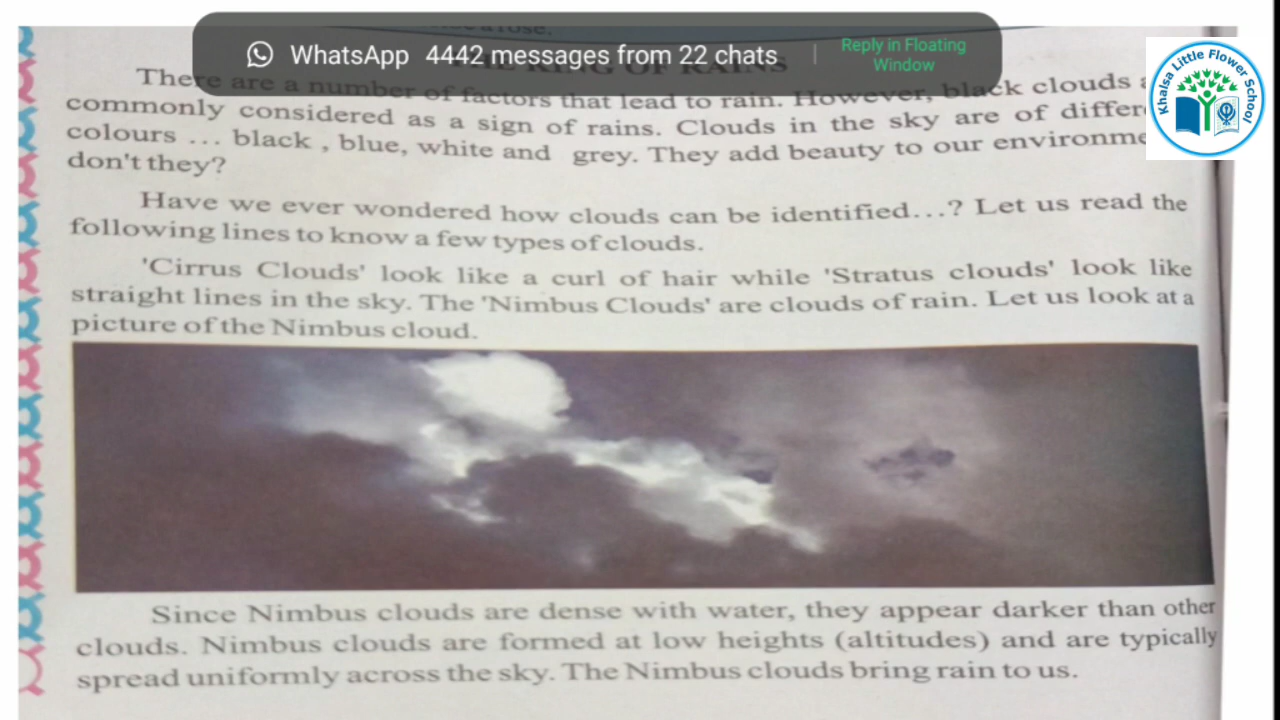 a rose.
WhatsApp 4442 messages from 22 chats | Reply in Floating Window
KING OF RAINS
There are a number of factors that lead to rain. However, black clouds
commonly considered as a sign of rains. Clouds in the sky are of differ
colours ... black , blue, white and grey. They add beauty to our environme
don't they?
Have we ever wondered how clouds can be identified...? Let us read the
following lines to know a few types of clouds.
'Cirrus Clouds' look like a curl of hair while 'Stratus clouds' look like
straight lines in the sky. The 'Nimbus Clouds' are clouds of rain. Let us look at a
picture of the Nimbus cloud.
Since Nimbus clouds are dense with water, they appear darker than other
clouds. Nimbus clouds are formed at low heights (altitudes) and are typically
spread uniformly across the sky. The Nimbus clouds bring rain to us.
Khalsa Little Flower School